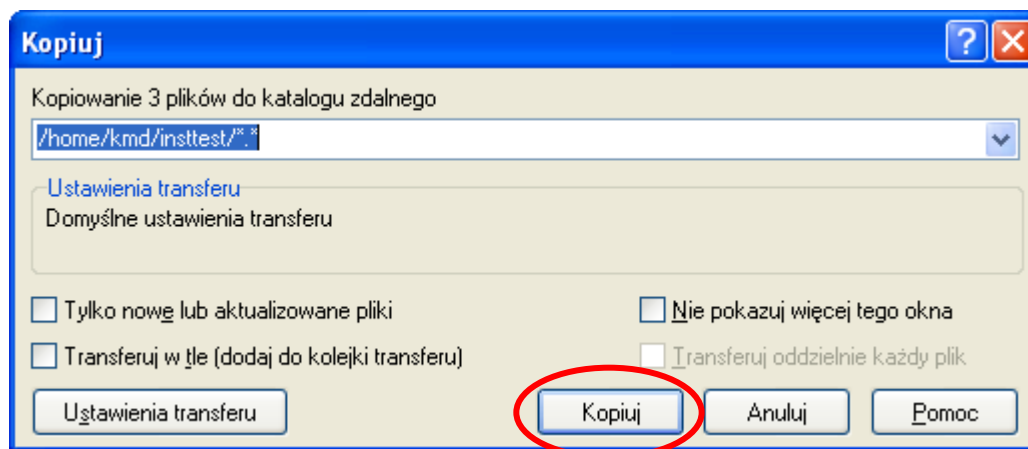 Kopiuj
Kopiowanie 3 plików do katalogu zdalnego
/home/kmd/insttest/*.*
Ustawienia transferu
Domyślne ustawienia transferu
Tylko nowe lub aktualizowane pliki
Nie pokazuj więcej tego okna
Transferuj w tle (dodaj do kolejki transferu)
Transferuj oddzielnie każdy plik
Ustawienia transferu
Kopiuj
Anuluj
Pomoc